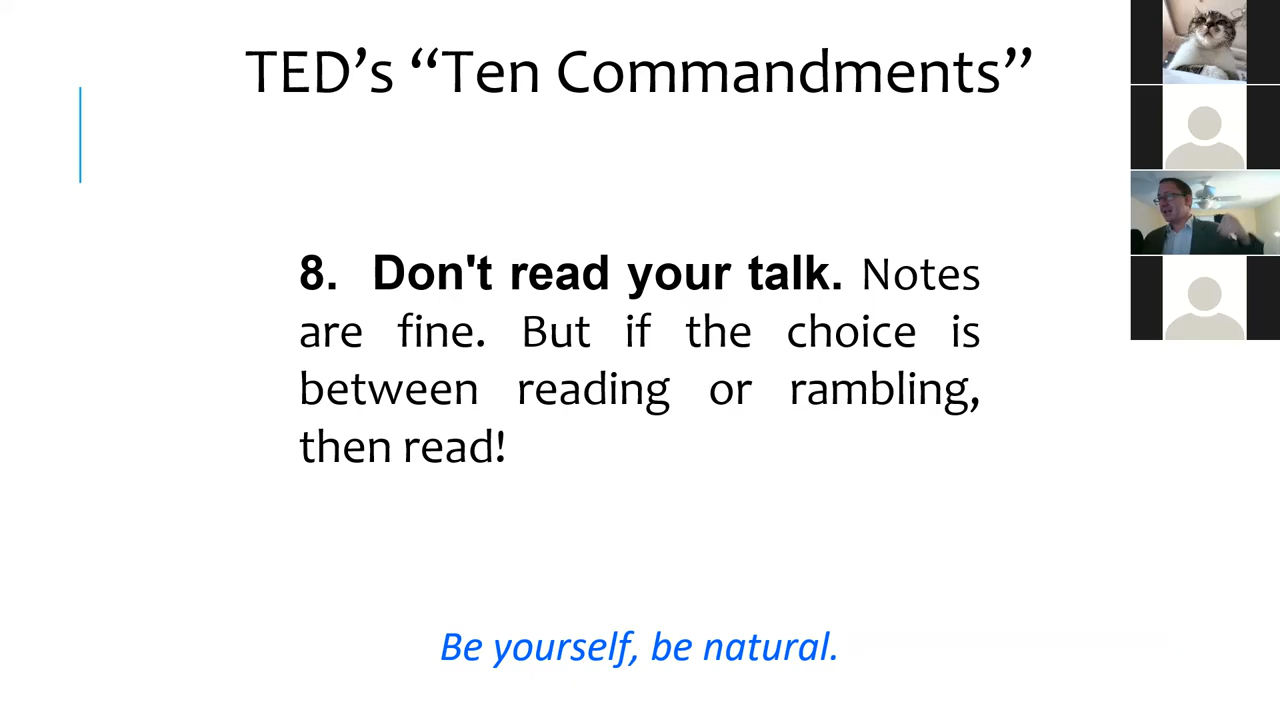 TED’s “Ten Commandments”
8. Don't read your talk. Notes
are fine. But if the choice is
between reading or rambling,
then read!
Be yourself, be natural.